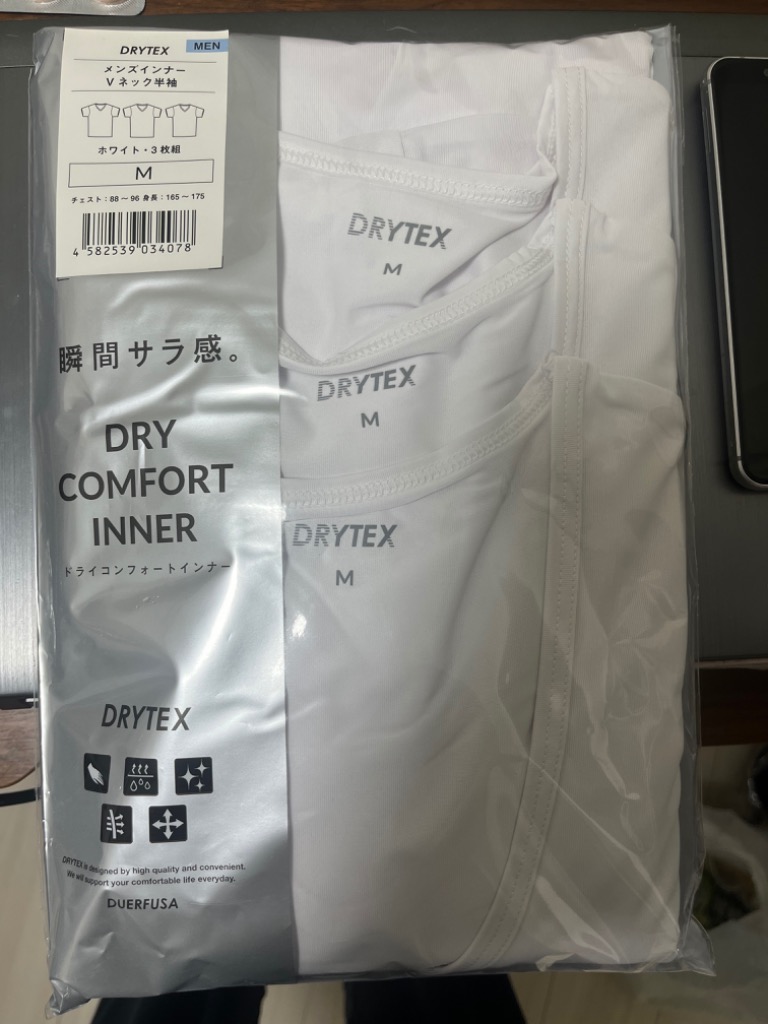 DRYTEX MEN
メンズインナー
Vネック半袖
ホワイト・3枚組
M
チェスト：88～96 身長：165～175
4 582539 034078
瞬間サラ感。
DRY
COMFORT
INNER
ドライコンフォートインナー
DRYTEX
DRYTEX is designed by high quality and convenient.
We will support your comfortable life everyday.
DUERFUSA
DRYTEX
M
DRYTEX
M
DRYTEX
M